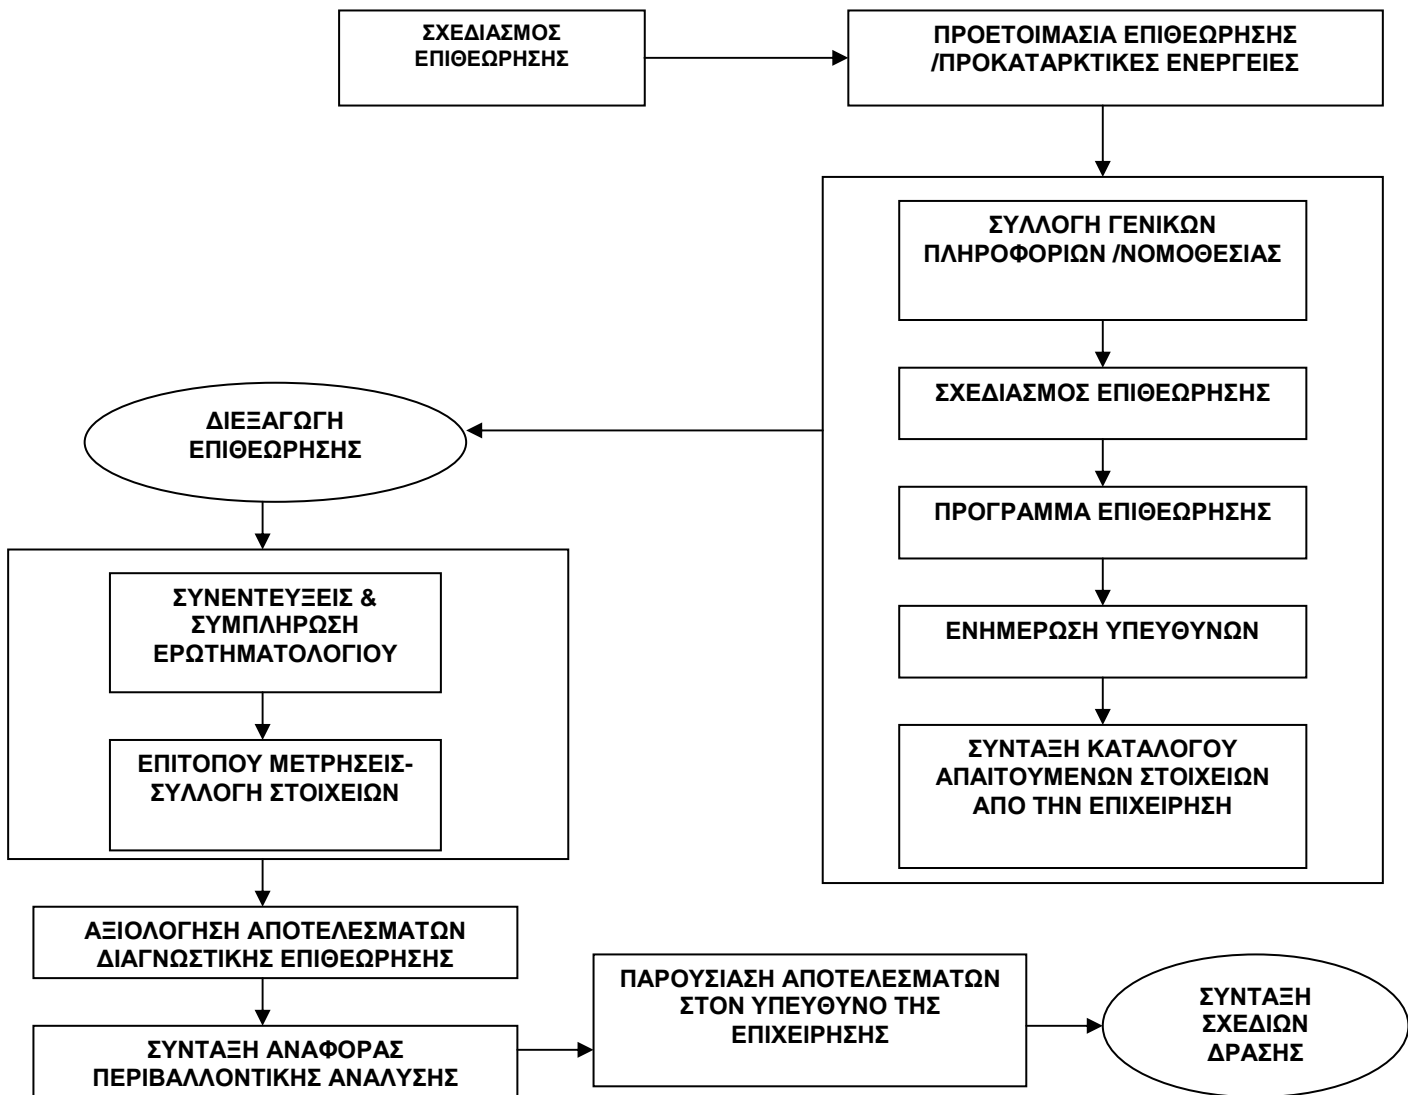 ΣΧΕΔΙΑΣΜΟΣ
ΕΠΙΘΕΩΡΗΣΗΣ
ΠΡΟΕΤΟΙΜΑΣΙΑ ΕΠΙΘΕΩΡΗΣΗΣ
/ΠΡΟΚΑΤΑΡΚΤΙΚΕΣ ΕΝΕΡΓΕΙΕΣ
ΣΥΛΛΟΓΗ ΓΕΝΙΚΩΝ
ΠΛΗΡΟΦΟΡΙΩΝ /ΝΟΜΟΘΕΣΙΑΣ
ΣΧΕΔΙΑΣΜΟΣ ΕΠΙΘΕΩΡΗΣΗΣ
ΠΡΟΓΡΑΜΜΑ ΕΠΙΘΕΩΡΗΣΗΣ
ΕΝΗΜΕΡΩΣΗ ΥΠΕΥΘΥΝΩΝ
ΣΥΝΤΑΞΗ ΚΑΤΑΛΟΓΟΥ
ΑΠΑΙΤΟΥΜΕΝΩΝ ΣΤΟΙΧΕΙΩΝ
ΑΠΟ ΤΗΝ ΕΠΙΧΕΙΡΗΣΗ
ΔΙΕΞΑΓΩΓΗ
ΕΠΙΘΕΩΡΗΣΗΣ
ΣΥΝΕΝΤΕΥΞΕΙΣ &
ΣΥΜΠΛΗΡΩΣΗ
ΕΡΩΤΗΜΑΤΟΛΟΓΙΟΥ
ΕΠΙΤΟΠΟΥ ΜΕΤΡΗΣΕΙΣ-
ΣΥΛΛΟΓΗ ΣΤΟΙΧΕΙΩΝ
ΑΞΙΟΛΟΓΗΣΗ ΑΠΟΤΕΛΕΣΜΑΤΩΝ
ΔΙΑΓΝΩΣΤΙΚΗΣ ΕΠΙΘΕΩΡΗΣΗΣ
ΣΥΝΤΑΞΗ ΑΝΑΦΟΡΑΣ
ΠΕΡΙΒΑΛΛΟΝΤΙΚΗΣ ΑΝΑΛΥΣΗΣ
ΠΑΡΟΥΣΙΑΣΗ ΑΠΟΤΕΛΕΣΜΑΤΩΝ
ΣΤΟΝ ΥΠΕΥΘΥΝΟ ΤΗΣ
ΕΠΙΧΕΙΡΗΣΗΣ
ΣΥΝΤΑΞΗ
ΣΧΕΔΙΩΝ
ΔΡΑΣΗΣ